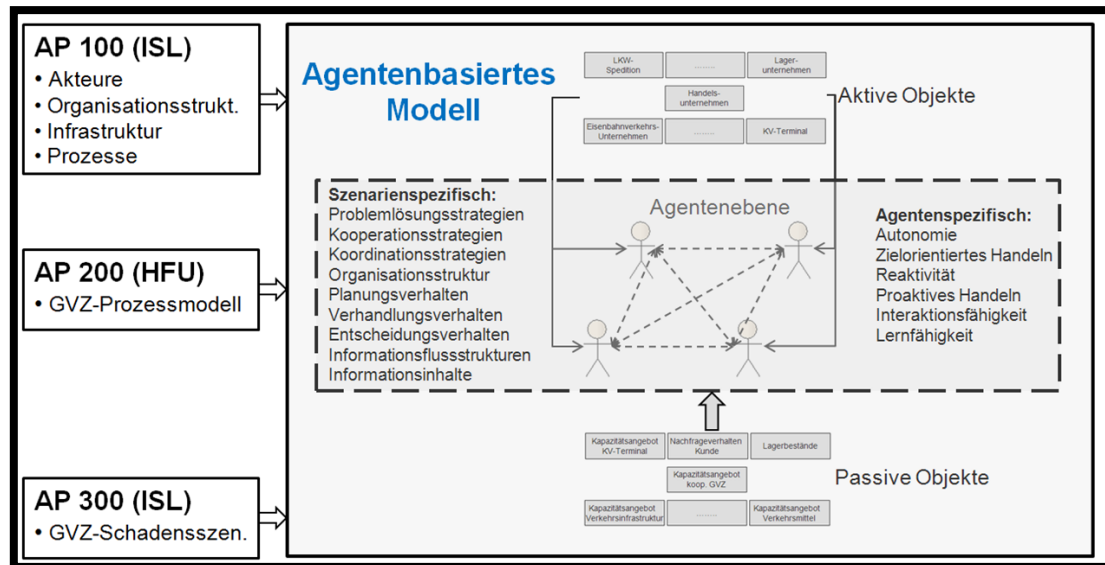 AP 100 (ISL)
• Akteure
• Organisationsstrukt.
• Infrastruktur
• Prozesse
AP 200 (HFU)
• GVZ-Prozessmodell
AP 300 (ISL)
• GVZ-Schadensszen.
Agentenbasiertes
Modell
LKW-
Spedition
..........
Lager-
unternehmen
Handels-
unternehmen
Eisenbahnverkehrs-
Unternehmen
..........
KV-Terminal
Aktive Objekte
Szenarienspezifisch:
Problemlösungsstrategien
Kooperationsstrategien
Koordinationsstrategien
Organisationsstruktur
Planungsverhalten
Verhandlungsverhalten
Entscheidungsverhalten
Informationsflussstrukturen
Informationsinhalte
Agentenebene
Agentenspezifisch:
Autonomie
Zielorientiertes Handeln
Reaktivität
Proaktives Handeln
Interaktionsfähigkeit
Lernfähigkeit
Kapazitätsangebot
KV-Terminal
Nachfrageverhalten
Kunde
Lagerbestände
Kapazitätsangebot
koop. GVZ
Kapazitätsangebot
Verkehrsinfrastruktur
..........
Kapazitätsangebot
Verkehrsmittel
Passive Objekte